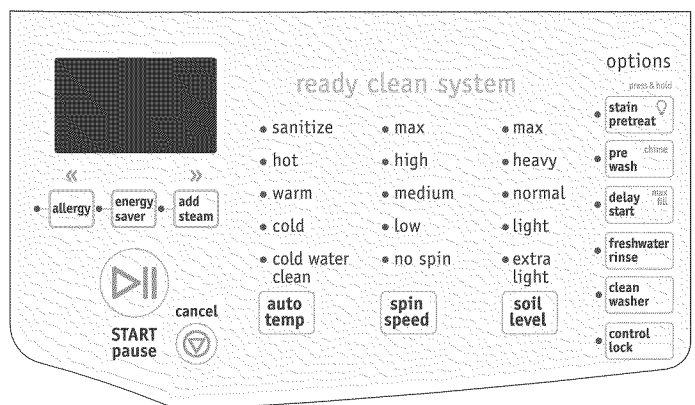 options
ready clean system
press & hold
stain
pretreat
pre
wash
chime
delay
start
max
fill
freshwater
rinse
clean
washer
control
lock
sanitize
hot
warm
cold
cold water
clean
auto
temp
max
high
medium
low
no spin
spin
speed
max
heavy
normal
light
extra
light
soil
level
«
»
allergy
energy
saver
add
steam
START
pause
cancel